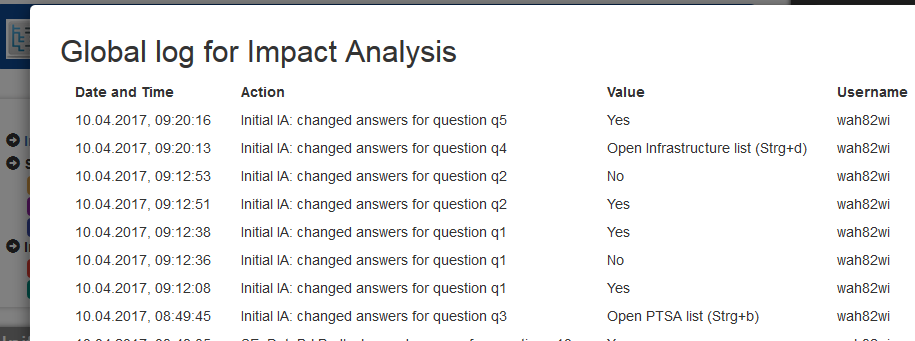 Global log for Impact Analysis
Date and Time Action Value Username
10.04.2017, 09:20:16 Initial IA: changed answers for question q5 Yes wah82wi
10.04.2017, 09:20:13 Initial IA: changed answers for question q4 Open Infrastructure list (Strg+d) wah82wi
10.04.2017, 09:12:53 Initial IA: changed answers for question q2 No wah82wi
10.04.2017, 09:12:51 Initial IA: changed answers for question q2 Yes wah82wi
10.04.2017, 09:12:38 Initial IA: changed answers for question q1 Yes wah82wi
10.04.2017, 09:12:36 Initial IA: changed answers for question q1 No wah82wi
10.04.2017, 09:12:08 Initial IA: changed answers for question q1 Yes wah82wi
10.04.2017, 08:49:45 Initial IA: changed answers for question q3 Open PTSA list (Strg+b) wah82wi